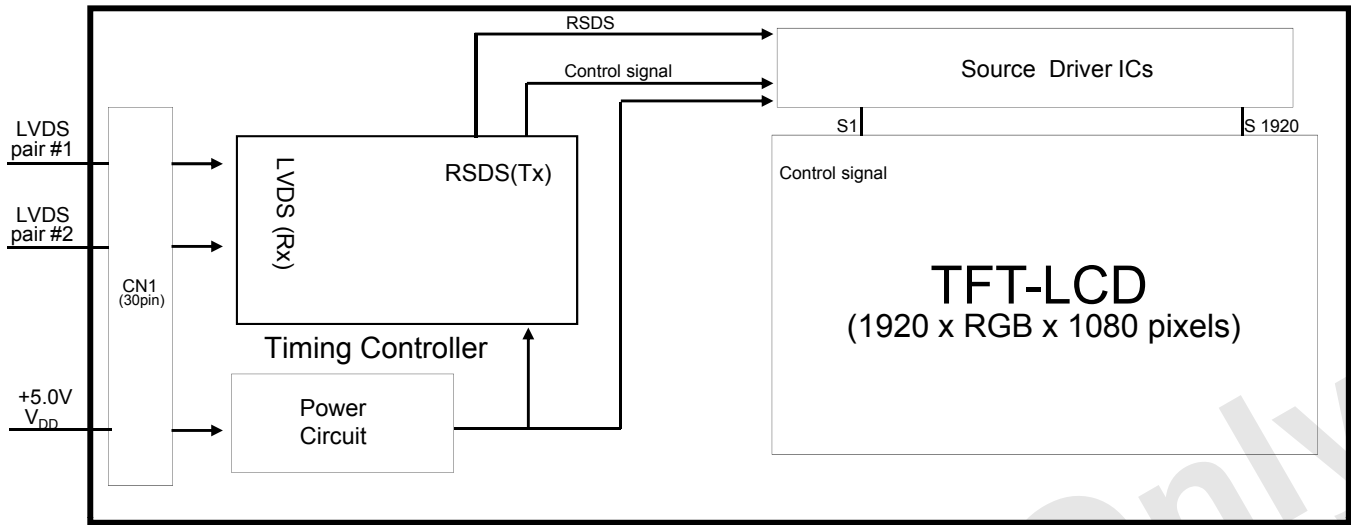 RSDS
Control signal
Source Driver ICs
S1
S 1920
LVDS
pair #1
LVDS
pair #2
LVDS (Rx)
RSDS(Tx)
Control signal
CN1
(30pin)
TFT-LCD
(1920 x RGB x 1080 pixels)
Timing Controller
+5.0V
VDD
Power
Circuit
Only